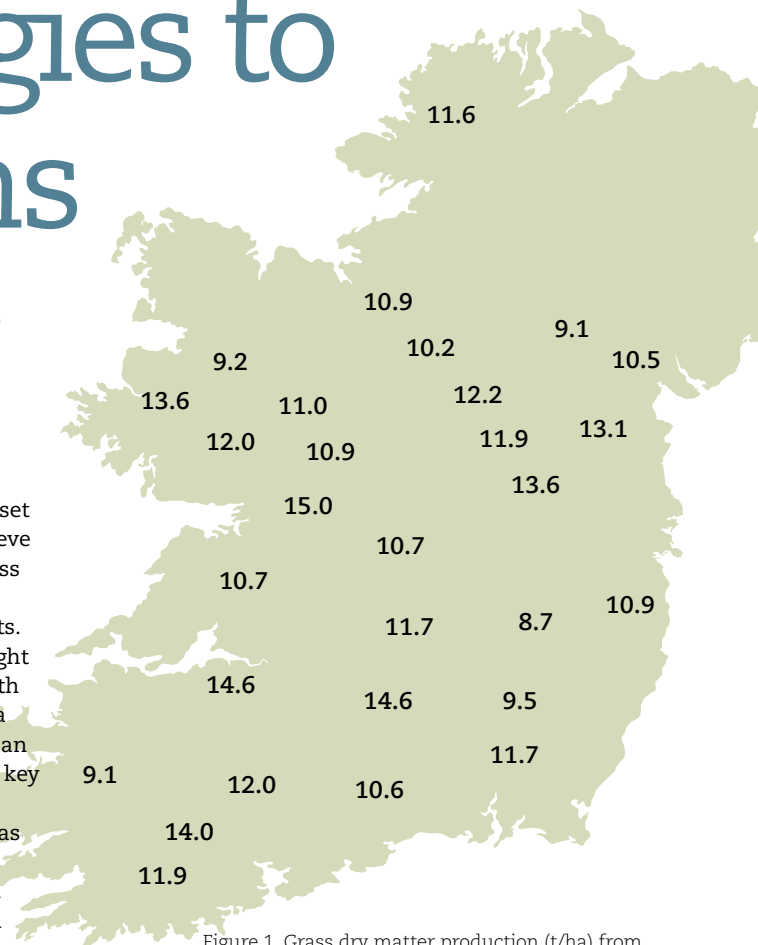 gies to
ns
set
eve
ss
ts.
ght
th
a
an
key
as
11.6
10.9
9.1
10.2
10.5
9.2
12.2
13.6
11.0
13.1
12.0
11.9
10.9
13.6
15.0
10.7
10.7
10.9
8.7
11.7
14.6
14.6
9.5
11.7
9.1
12.0
10.6
14.0
11.9
Figure 1. Grass dry matter production (t/ha) from